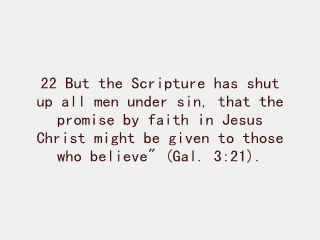 22 But the Scripture has shut
up all men under sin, that the
promise by faith in Jesus
Christ might be given to those
who believe" (Gal. 3:21).